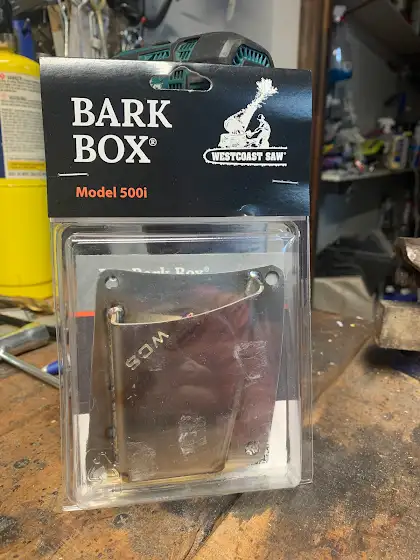 BARK
BOX®
WESTCOAST SAW
Model 500i
Bark Box®
WCS